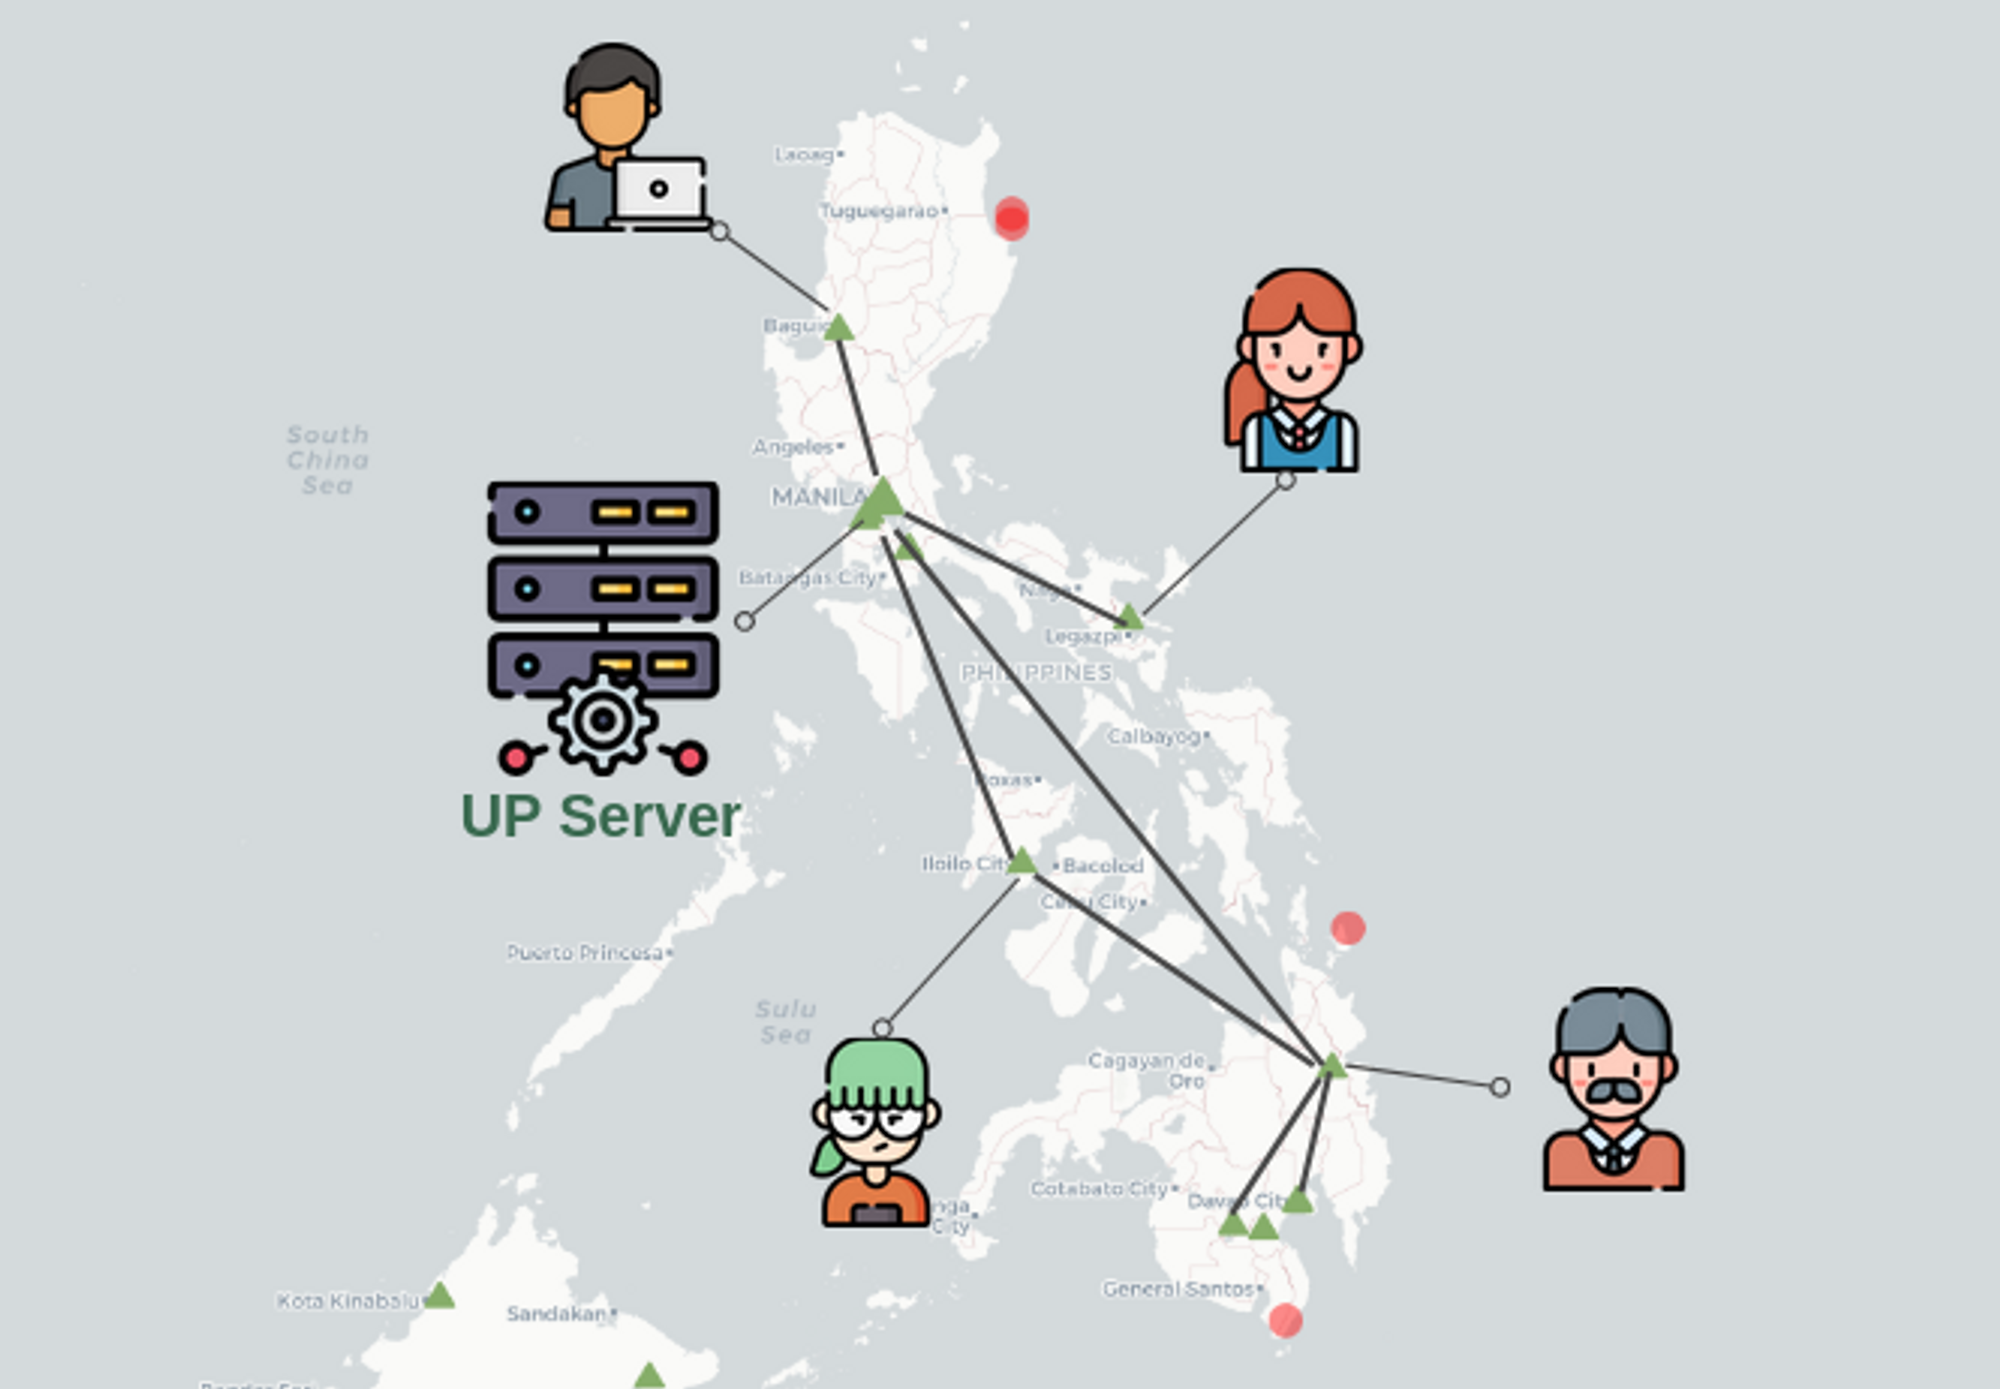 Laoag
Tuguegarao
Baguio
Angeles
South
China
Sea
MANILA
Batangas City
Naga
Legazpi
PHILIPPINES
Calbayog
Roxas
UP Server
Iloilo City
Bacolod
Cebu City
Puerto Princesa
Sulu
Sea
Cagayan de
Oro
Cotabato City
Davao City
nga
City
General Santos
Kota Kinabalu
Sandakan